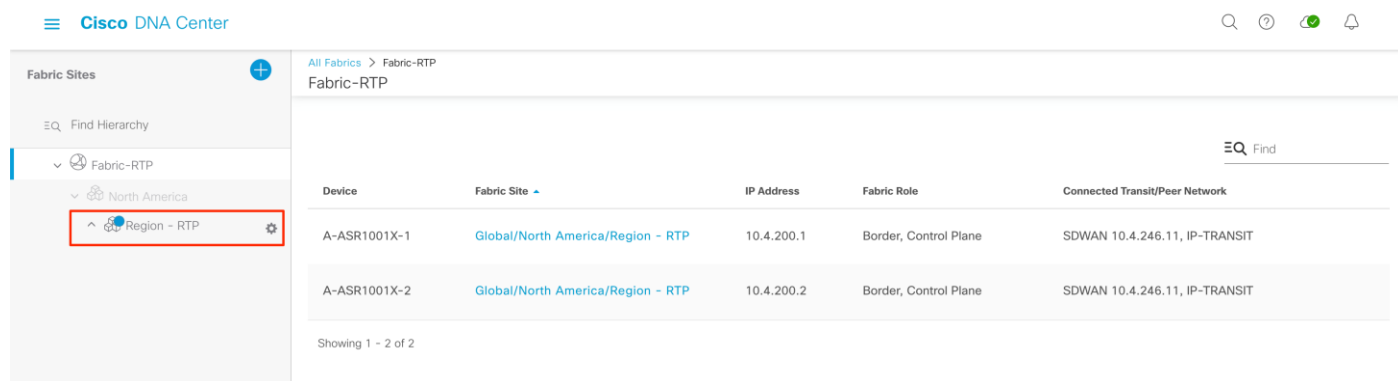 Cisco DNA Center
Fabric Sites
Find Hierarchy
Fabric-RTP
North America
Region - RTP
All Fabrics > Fabric-RTP
Fabric-RTP
Find
Device Fabric Site IP Address Fabric Role Connected Transit/Peer Network
A-ASR1001X-1 Global/North America/Region - RTP 10.4.200.1 Border, Control Plane SDWAN 10.4.246.11, IP-TRANSIT
A-ASR1001X-2 Global/North America/Region - RTP 10.4.200.2 Border, Control Plane SDWAN 10.4.246.11, IP-TRANSIT
Showing 1 - 2 of 2